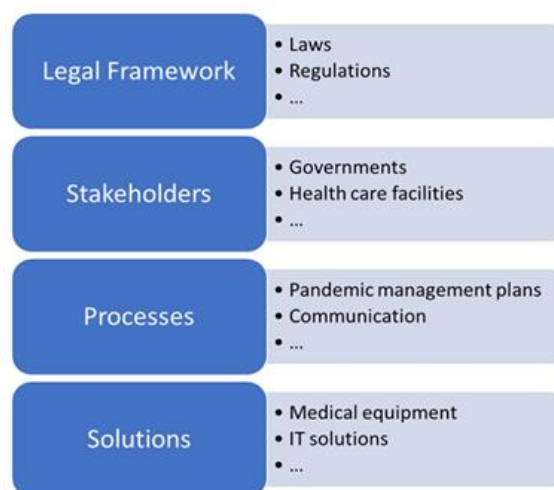 Legal Framework
• Laws
• Regulations
• ...
Stakeholders
• Governments
• Health care facilities
• ...
Processes
• Pandemic management plans
• Communication
• ...
Solutions
• Medical equipment
• IT solutions
• ...